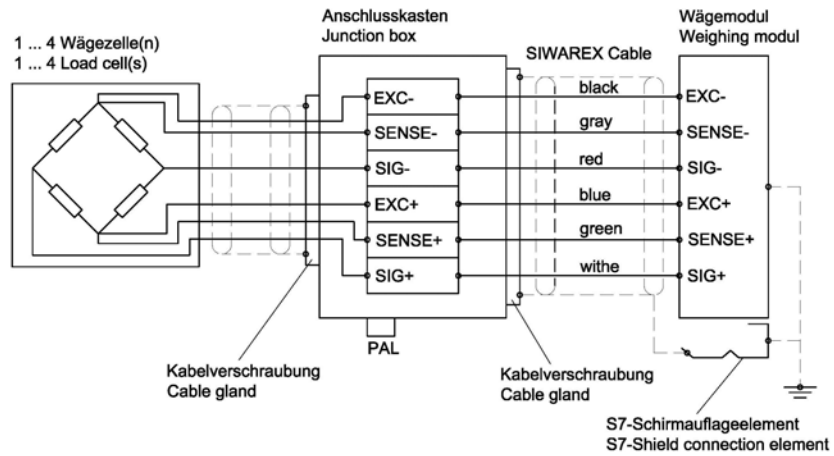 1 ... 4 Wägezelle(n)
1 ... 4 Load cell(s)
Anschlusskasten
Junction box
SIWAREX Cable
Wägemodul
Weighing modul
EXC-
black
EXC-
SENSE-
gray
SENSE-
SIG-
red
SIG-
EXC+
blue
EXC+
SENSE+
green
SENSE+
SIG+
withe
SIG+
PAL
Kabelverschraubung
Cable gland
Kabelverschraubung
Cable gland
S7-Schirmauflageelement
S7-Shield connection element